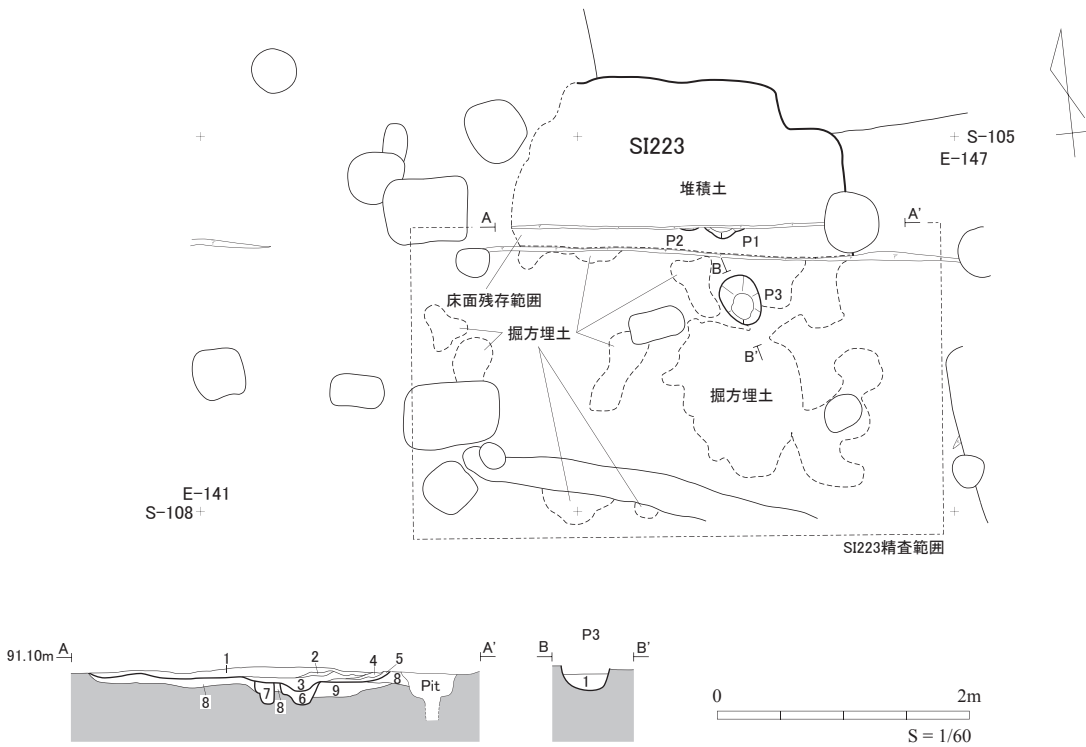 SI223
S-105
E-147
堆積土
A
A'
P2
P1
B
P3
床面残存範囲
掘方埋土
B'
掘方埋土
E-141
S-108
SI223精査範囲
91.10m
A
A'
1
2
4
5
3
8
7
8
6
9
8
Pit
P3
B
B'
1
0
2m
S = 1/60